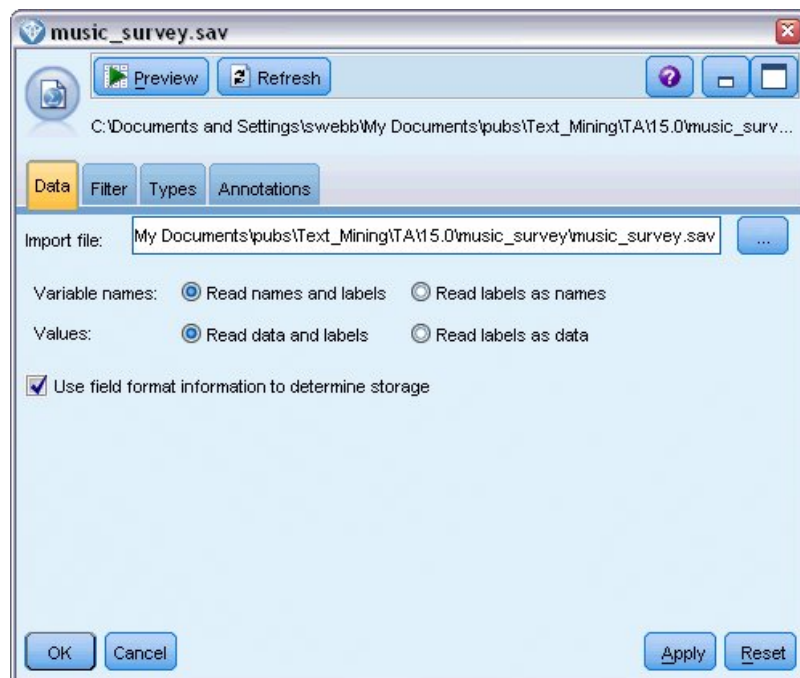 music_survey.sav
Preview Refresh
C:\Documents and Settings\swebb\My Documents\pubs\Text_Mining\TA\15.0\music_surv...
Data Filter Types Annotations
Import file: My Documents\pubs\Text_Mining\TA\15.0\music_survey\music_survey.sav ...
Variable names: Read names and labels Read labels as names
Values: Read data and labels Read labels as data
Use field format information to determine storage
OK Cancel Apply Reset